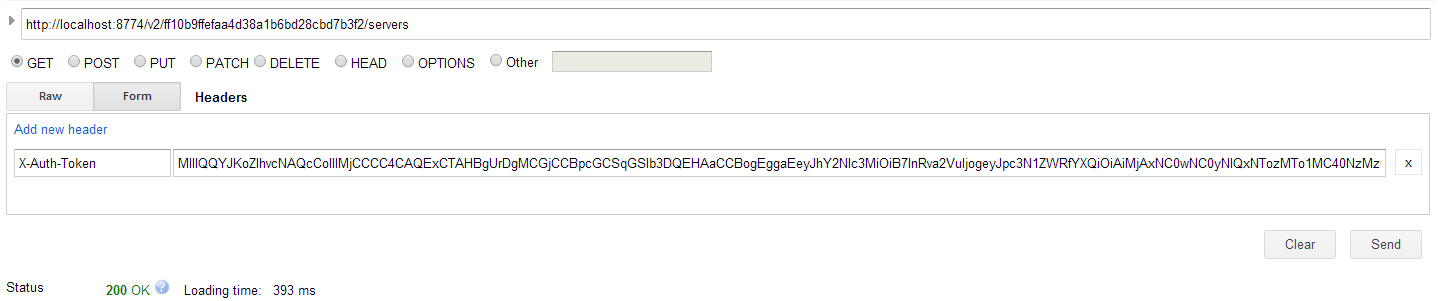 http://localhost:8774/v2/ff10b9ffefaa4d38a1b6bd28cbd7b3f2/servers
GET POST PUT PATCH DELETE HEAD OPTIONS Other
Raw Form Headers
Add new header
X-Auth-Token MIIIQQYJKoZIhvcNAQcCoIIIMjCCCC4CAQExCTAHBgUrDgMCGjCCBpcGCSqGSIb3DQEHAaCCBogEggaEeyJhY2Nlc3MiOiB7InRva2VuIjogeyJpc3N1ZWRfYXQiOiAiMjAxNC0wNC0yNlQxNTozMTo1MC40NzMz x
Clear Send
Status 200 OK ? Loading time: 393 ms